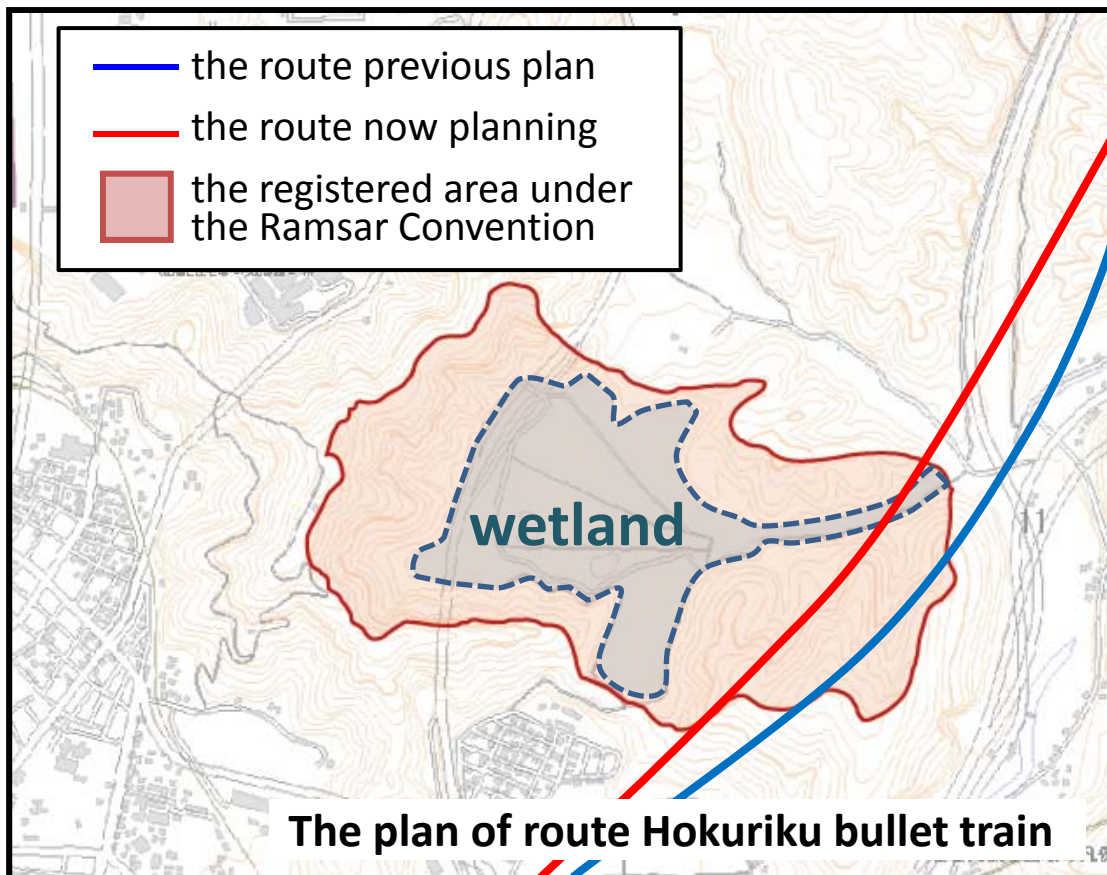 the route previous plan
the route now planning
the registered area under
the Ramsar Convention
wetland
11
The plan of route Hokuriku bullet train